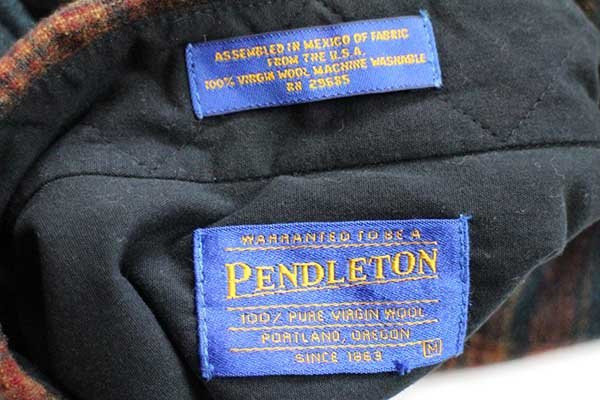 ASSEMBLED IN MEXICO OF FABRIC
FROM THE U.S.A.
100% VIRGIN WOOL MACHINE WASHABLE
RN 29685
WARRANTED TO BE A
PENDLETON
100% PURE VIRGIN WOOL
PORTLAND, OREGON
SINCE 1863
M